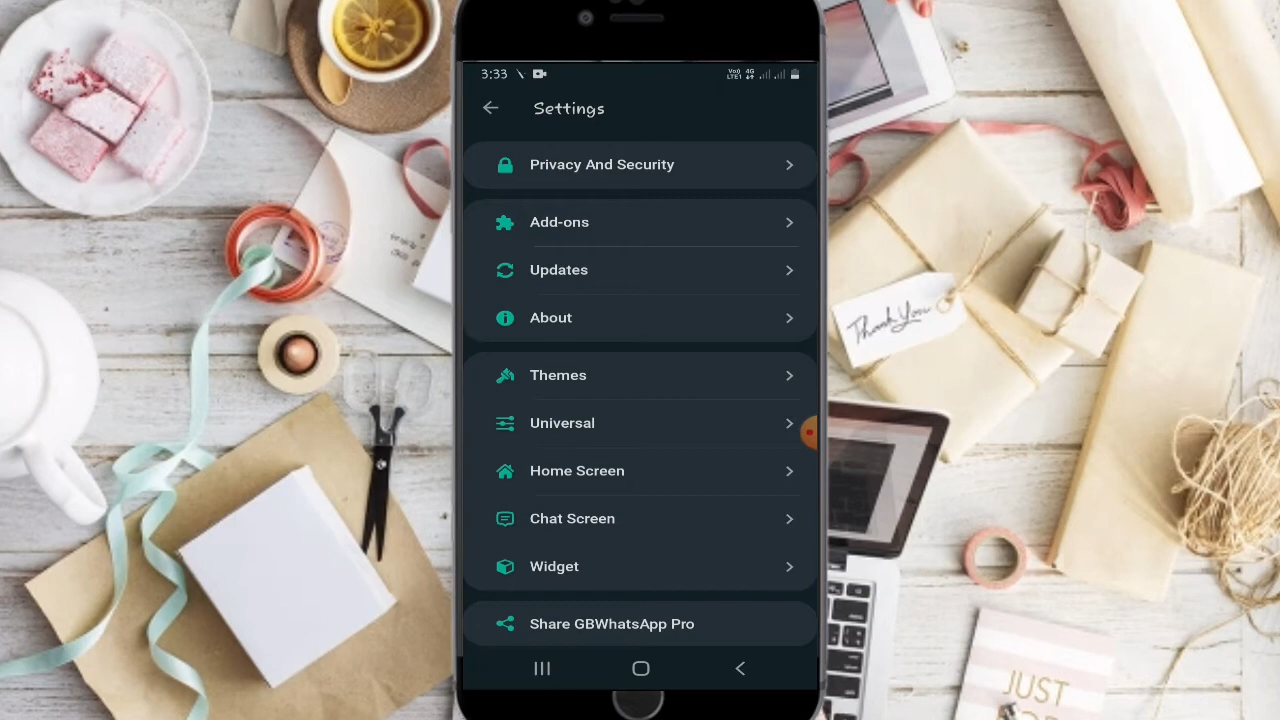 3:33
Settings
Privacy And Security
Add-ons
Updates
About
Themes
Universal
Home Screen
Chat Screen
Widget
Share GBWhatsApp Pro
Thank You
JUST